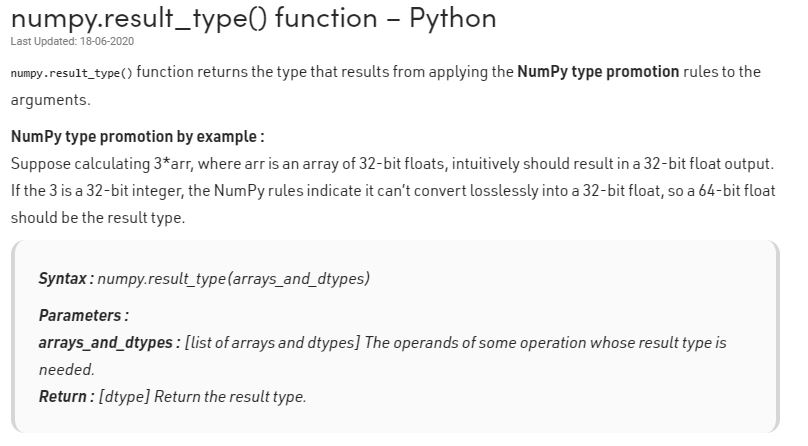 numpy.result_type() function – Python
Last Updated: 18-06-2020
numpy.result_type() function returns the type that results from applying the NumPy type promotion rules to the
arguments.
NumPy type promotion by example :
Suppose calculating 3*arr, where arr is an array of 32-bit floats, intuitively should result in a 32-bit float output.
If the 3 is a 32-bit integer, the NumPy rules indicate it can’t convert losslessly into a 32-bit float, so a 64-bit float
should be the result type.
Syntax : numpy.result_type(arrays_and_dtypes)
Parameters :
arrays_and_dtypes : [list of arrays and dtypes] The operands of some operation whose result type is
needed.
Return : [dtype] Return the result type.